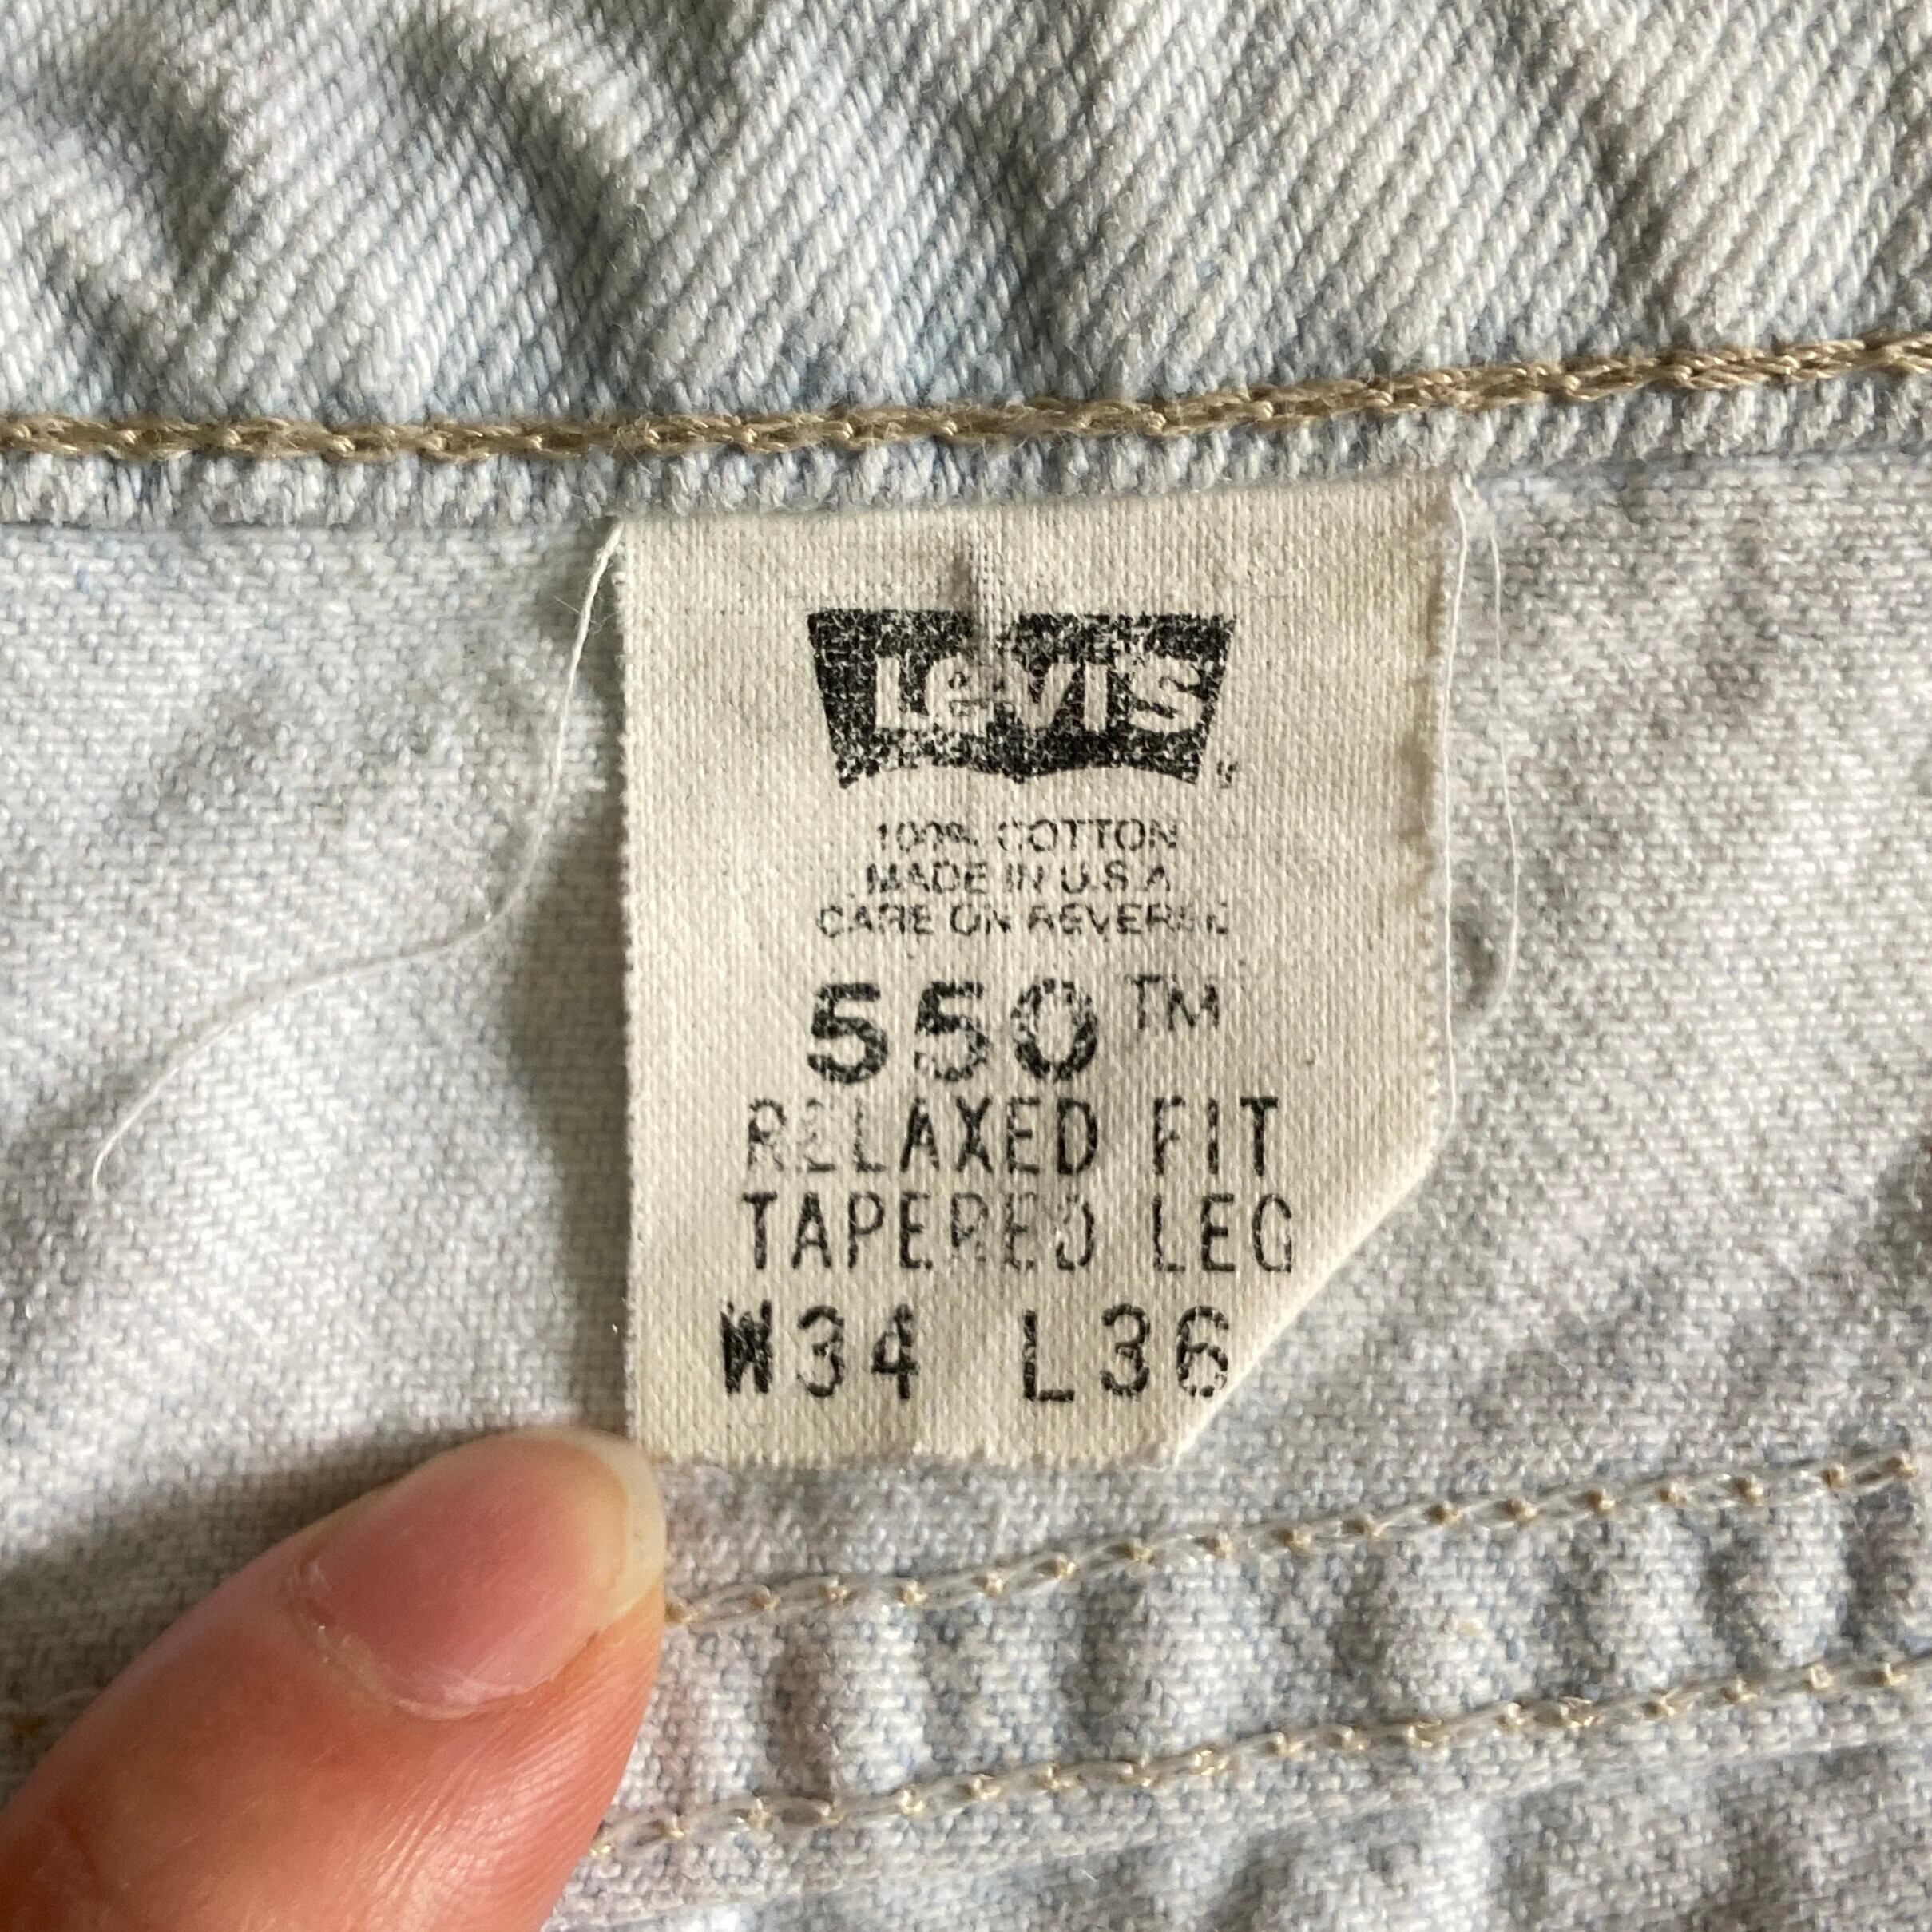 Levi's
100% COTTON
MADE IN U.S.A.
CARE ON REVERSE
550™
RELAXED FIT
TAPERED LEG
W34 L36